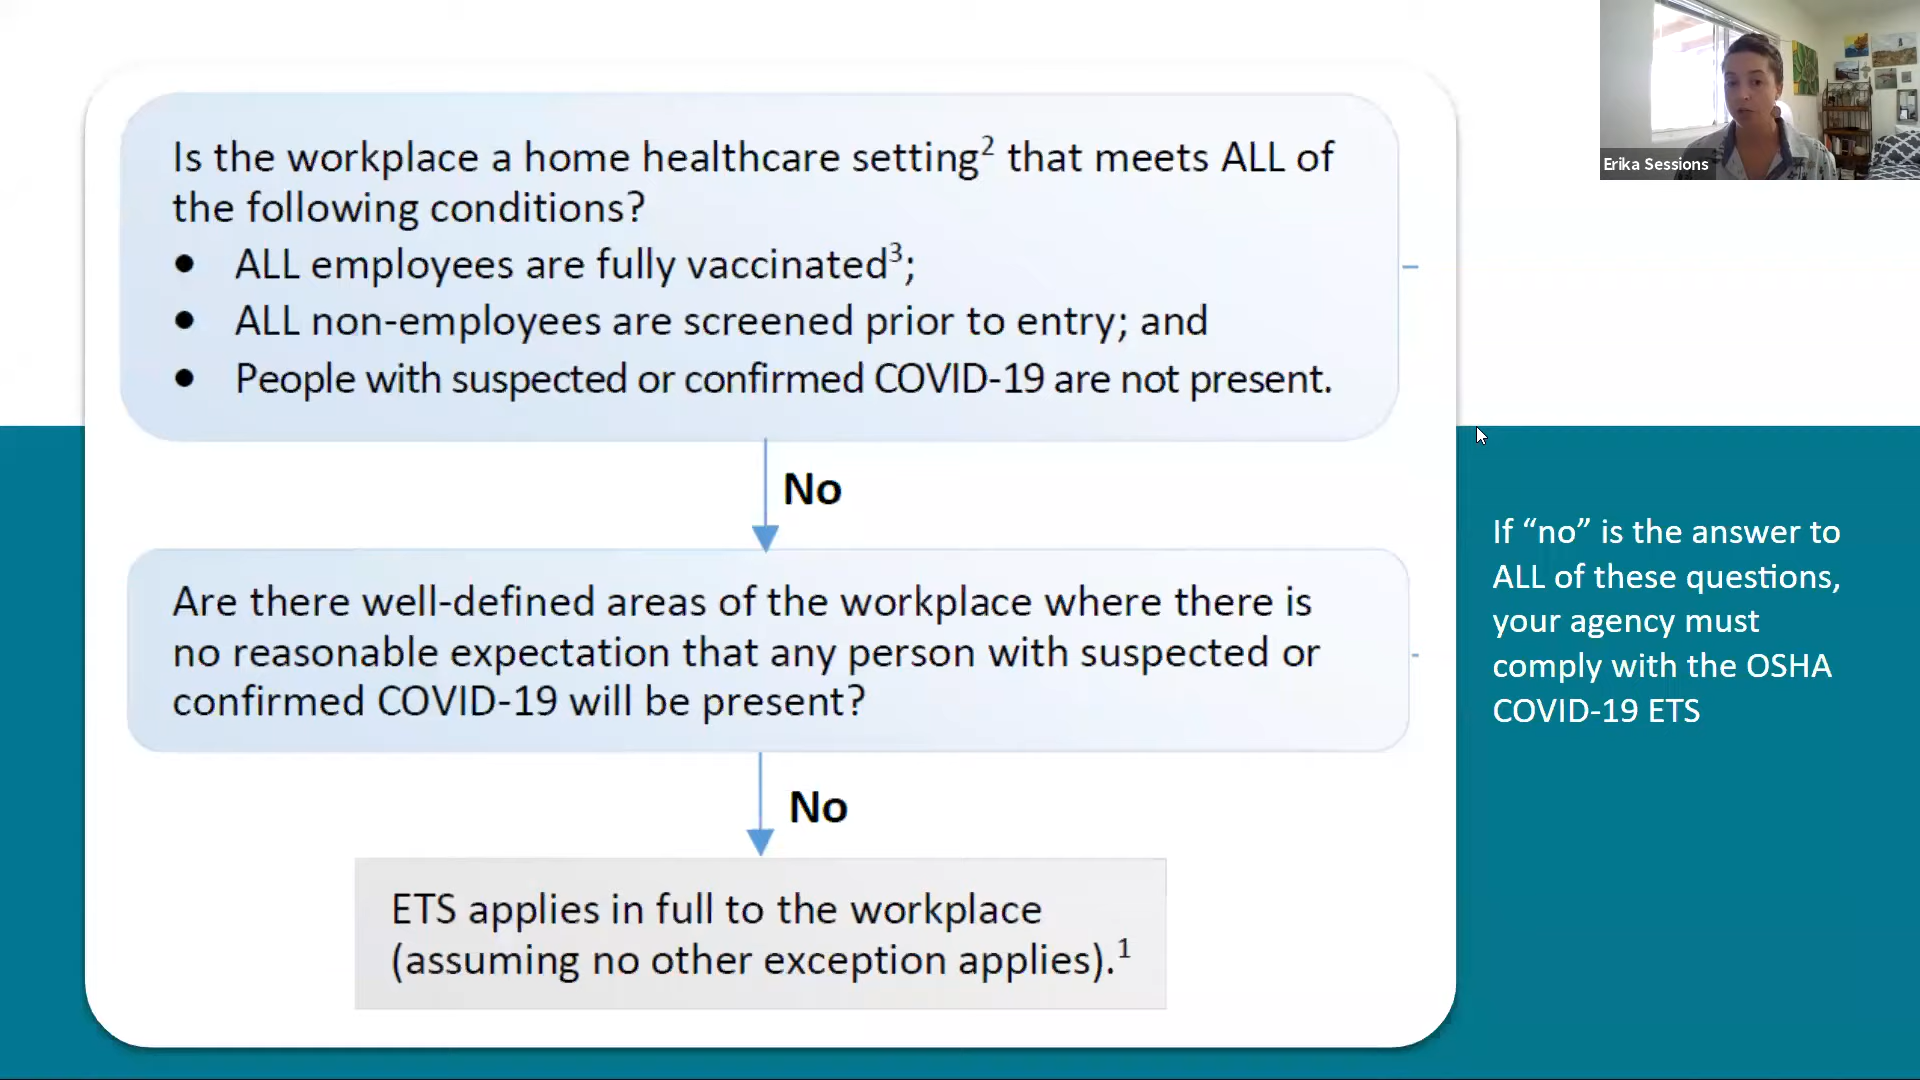 Erika Sessions
Is the workplace a home healthcare setting² that meets ALL of
the following conditions?
● ALL employees are fully vaccinated³;
● ALL non-employees are screened prior to entry; and
● People with suspected or confirmed COVID-19 are not present.
No
Are there well-defined areas of the workplace where there is
no reasonable expectation that any person with suspected or
confirmed COVID-19 will be present?
No
ETS applies in full to the workplace
(assuming no other exception applies).¹
If “no” is the answer to
ALL of these questions,
your agency must
comply with the OSHA
COVID-19 ETS